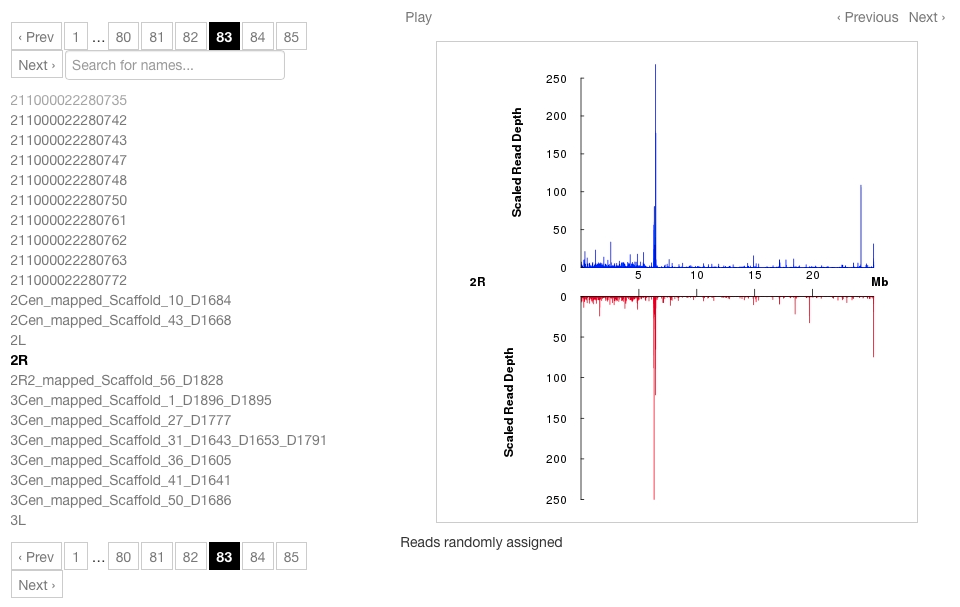 ‹ Prev 1 ... 80 81 82 83 84 85
Next › Search for names...
211000022280735
211000022280742
211000022280743
211000022280747
211000022280748
211000022280750
211000022280761
211000022280762
211000022280763
211000022280772
2Cen_mapped_Scaffold_10_D1684
2Cen_mapped_Scaffold_43_D1668
2L
2R
2R2_mapped_Scaffold_56_D1828
3Cen_mapped_Scaffold_1_D1896_D1895
3Cen_mapped_Scaffold_27_D1777
3Cen_mapped_Scaffold_31_D1643_D1653_D1791
3Cen_mapped_Scaffold_36_D1605
3Cen_mapped_Scaffold_41_D1641
3Cen_mapped_Scaffold_50_D1686
3L
‹ Prev 1 ... 80 81 82 83 84 85
Next ›
Play ‹ Previous Next ›
Scaled Read Depth
250
200
150
100
50
0
5 10 15 20
2R Mb
0
50
100
150
200
250
Scaled Read Depth
Reads randomly assigned